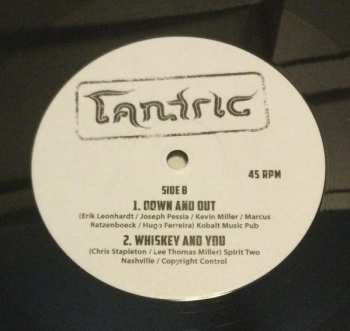 Tantric
45 RPM
SIDE B
1. DOWN AND OUT
(Erik Leonhardt / Joseph Pessia / Kevin Miller / Marcus
Ratzenboeck / Hugo Ferreira) Kobalt Music Pub
2. WHISKEY AND YOU
(Chris Stapleton / Lee Thomas Miller) Spirit Two
Nashville / Copyright Control